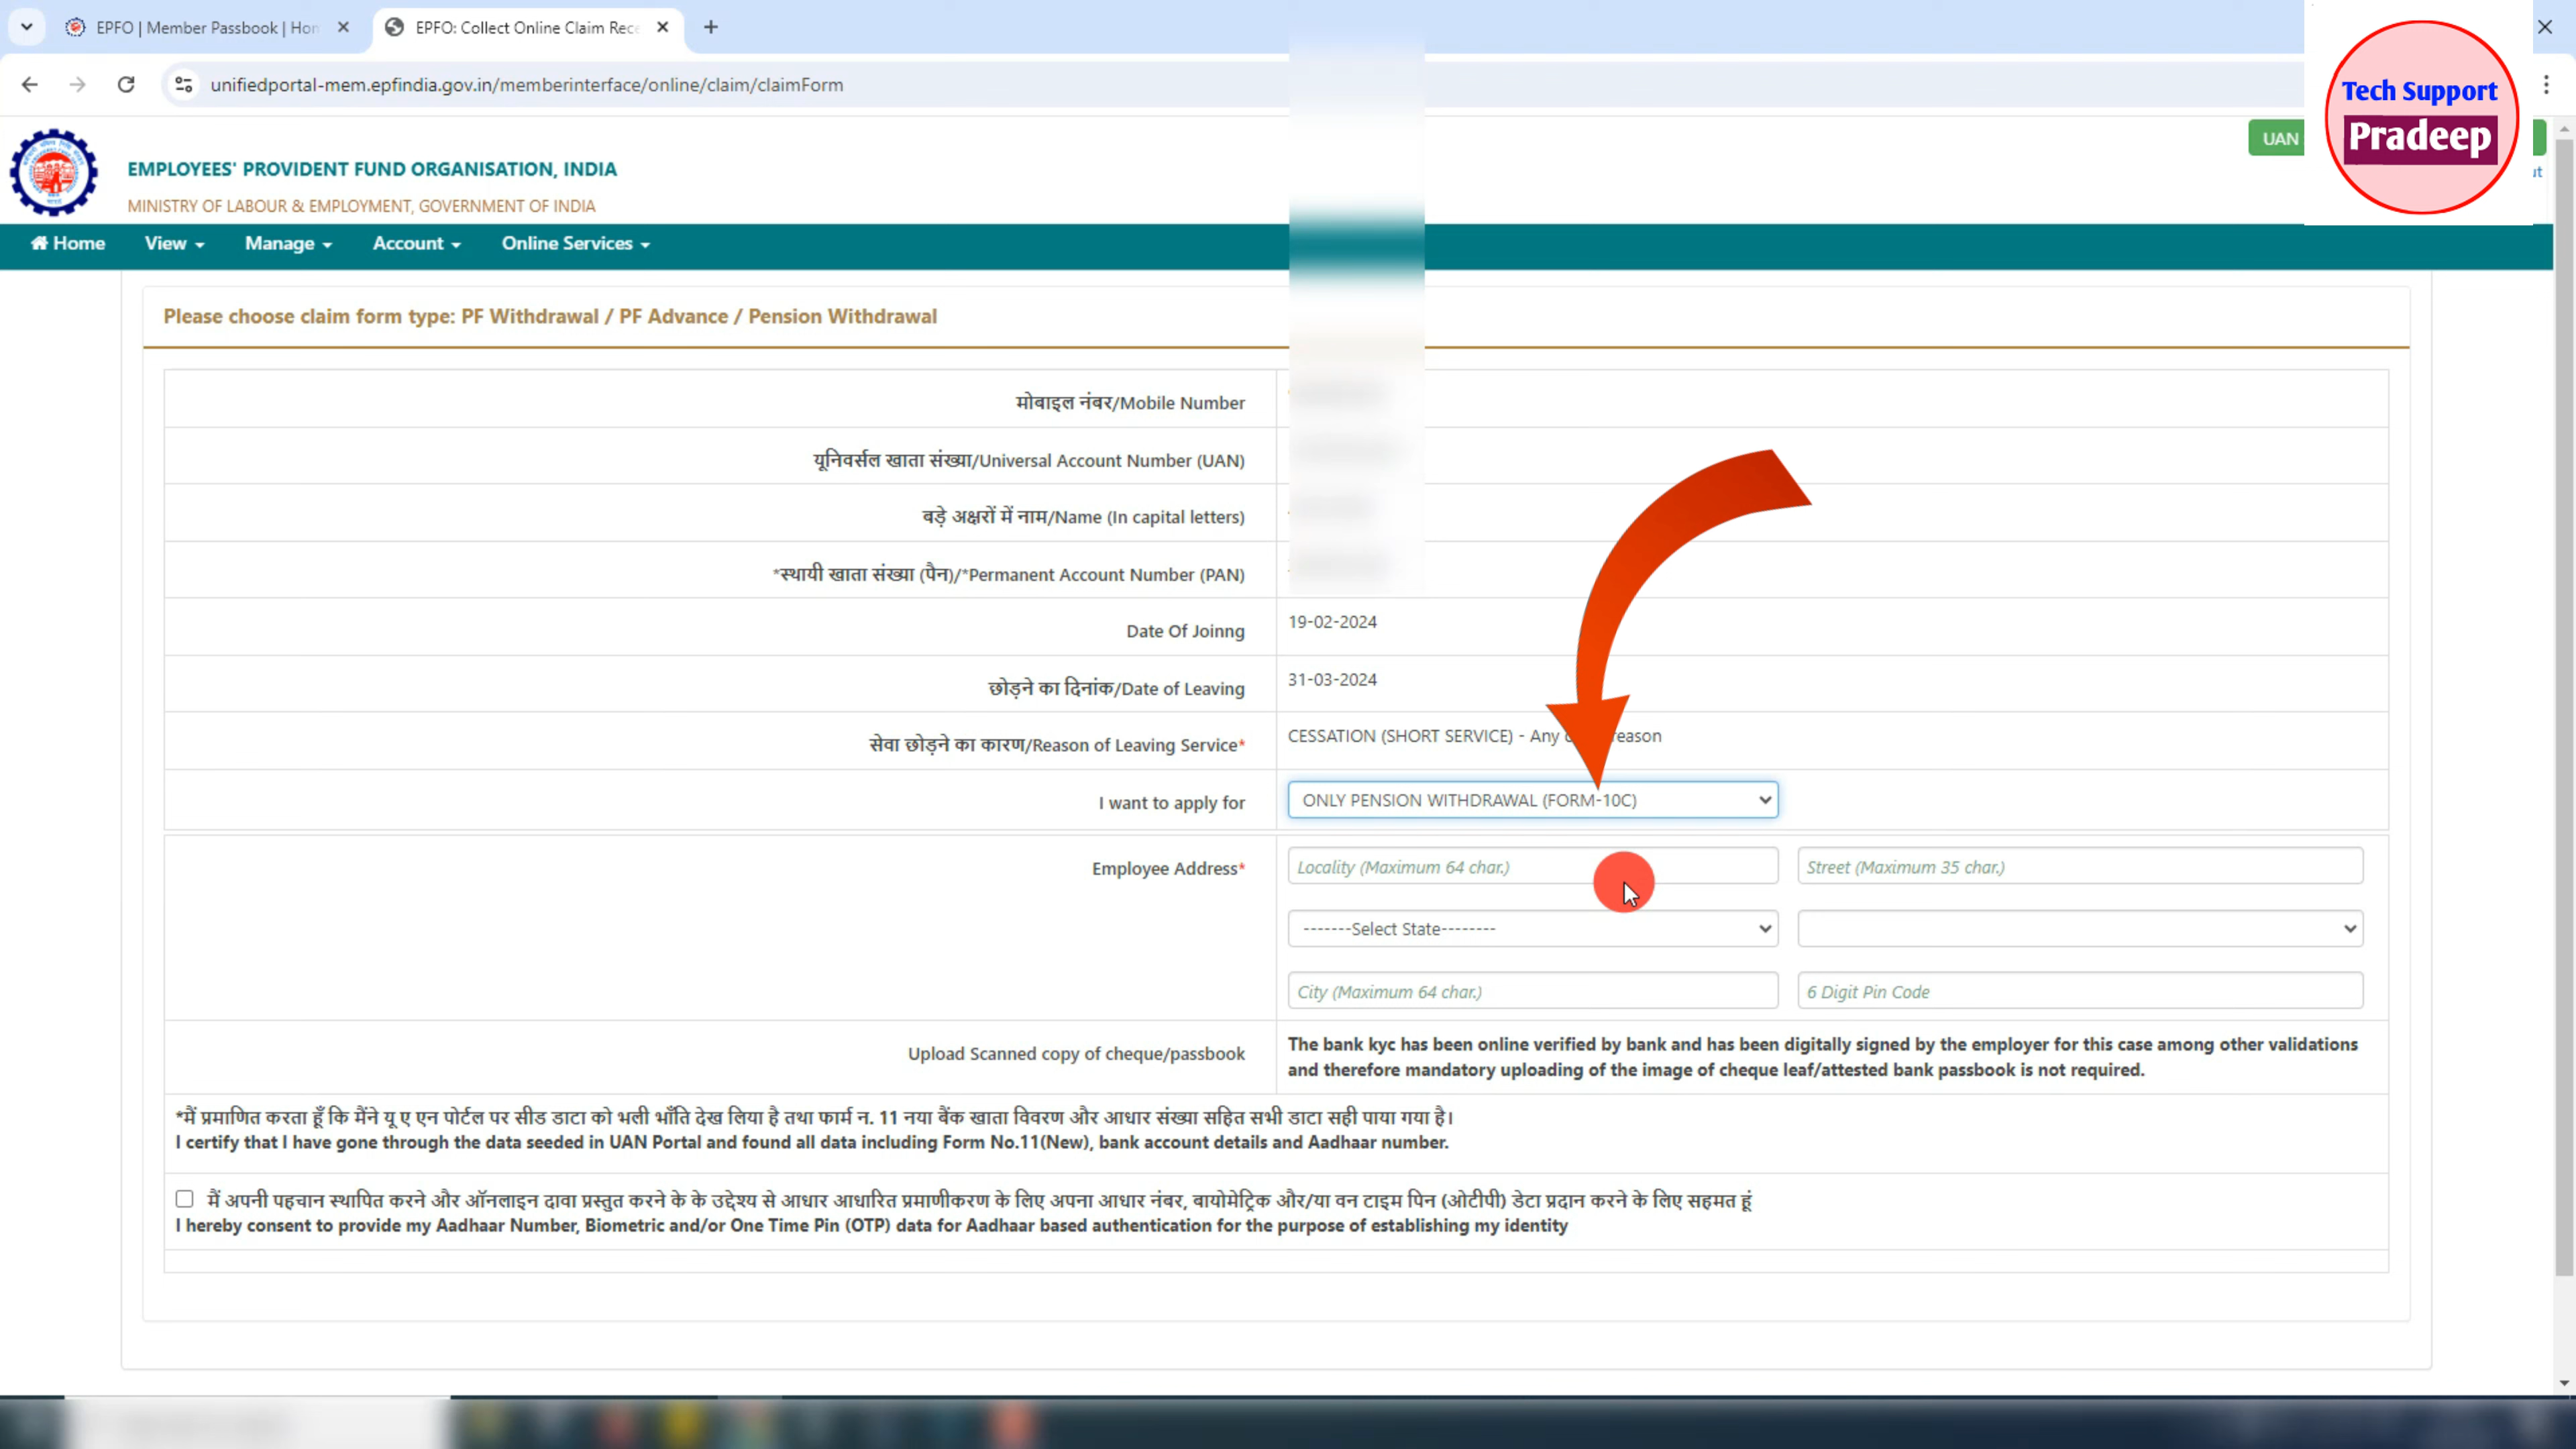 EPFO | Member Passbook | Hon
EPFO: Collect Online Claim Rece
unifiedportal-mem.epfindia.gov.in/memberinterface/online/claim/claimForm
Tech Support
Pradeep
EMPLOYEES' PROVIDENT FUND ORGANISATION, INDIA
MINISTRY OF LABOUR & EMPLOYMENT, GOVERNMENT OF INDIA
UAN
ut
Home View Manage Account Online Services
Please choose claim form type: PF Withdrawal / PF Advance / Pension Withdrawal
मोबाइल नंबर/Mobile Number
यूनिवर्सल खाता संख्या/Universal Account Number (UAN)
बड़े अक्षरों में नाम/Name (In capital letters)
*स्थायी खाता संख्या (पैन)/*Permanent Account Number (PAN)
Date Of Joinng 19-02-2024
छोड़ने का दिनांक/Date of Leaving 31-03-2024
सेवा छोड़ने का कारण/Reason of Leaving Service* CESSATION (SHORT SERVICE) - Any reason
I want to apply for ONLY PENSION WITHDRAWAL (FORM-10C)
Employee Address* Locality (Maximum 64 char.) Street (Maximum 35 char.)
-------Select State--------
City (Maximum 64 char.) 6 Digit Pin Code
Upload Scanned copy of cheque/passbook
The bank kyc has been online verified by bank and has been digitally signed by the employer for this case among other validations
and therefore mandatory uploading of the image of cheque leaf/attested bank passbook is not required.
*मैं प्रमाणित करता हूँ कि मैंने यू ए एन पोर्टल पर सीड डाटा को भली भाँति देख लिया है तथा फार्म न. 11 नया बैंक खाता विवरण और आधार संख्या सहित सभी डाटा सही पाया गया है।
I certify that I have gone through the data seeded in UAN Portal and found all data including Form No.11(New), bank account details and Aadhaar number.
मैं अपनी पहचान स्थापित करने और ऑनलाइन दावा प्रस्तुत करने के के उद्देश्य से आधार आधारित प्रमाणीकरण के लिए अपना आधार नंबर, बायोमेट्रिक और/या वन टाइम पिन (ओटीपी) डेटा प्रदान करने के लिए सहमत हूं
I hereby consent to provide my Aadhaar Number, Biometric and/or One Time Pin (OTP) data for Aadhaar based authentication for the purpose of establishing my identity